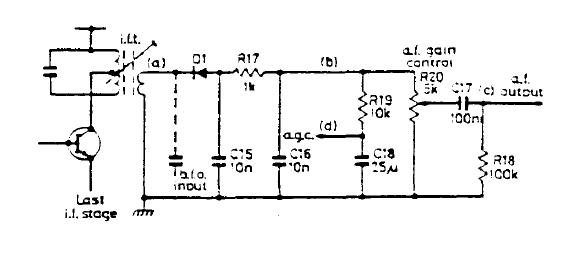 i.f.t.
(a)
D1
R17
1k
(b)
a.f. gain
control
R20
5k
C17
100n
(c)
a.f.
output
R19
10k
(d)
a.g.c.
C15
10n
C16
10n
C18
25µ
R18
100k
b.f.o.
input
Last
i.f. stage